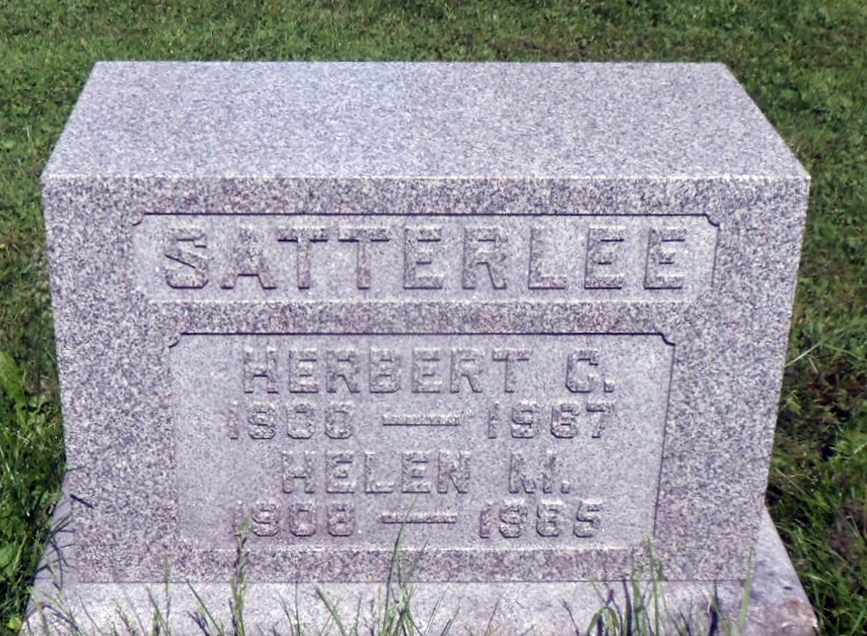 SATTERLEE
HERBERT C.
1900 — 1967
HELEN M.
1908 — 1985